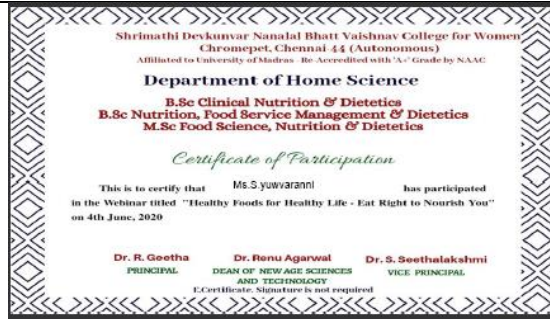 Shrimathi Devkunvar Nanalal Bhatt Vaishnav College for Women
Chromepet, Chennai-44 (Autonomous)
Affiliated to University of Madras - Re-Accredited with 'A+' Grade by NAAC
Department of Home Science
B.Sc Clinical Nutrition & Dietetics
B.Sc Nutrition, Food Service Management & Dietetics
M.Sc Food Science, Nutrition & Dietetics
Certificate of Participation
This is to certify that Ms.S.yuwvaranni has participated
in the Webinar titled "Healthy Foods for Healthy Life - Eat Right to Nourish You"
on 4th June, 2020
Dr. R. Geetha Dr. Renu Agarwal Dr. S. Seethalakshmi
PRINCIPAL DEAN OF NEW AGE SCIENCES VICE PRINCIPAL
AND TECHNOLOGY
E.Certificate. Signature is not required